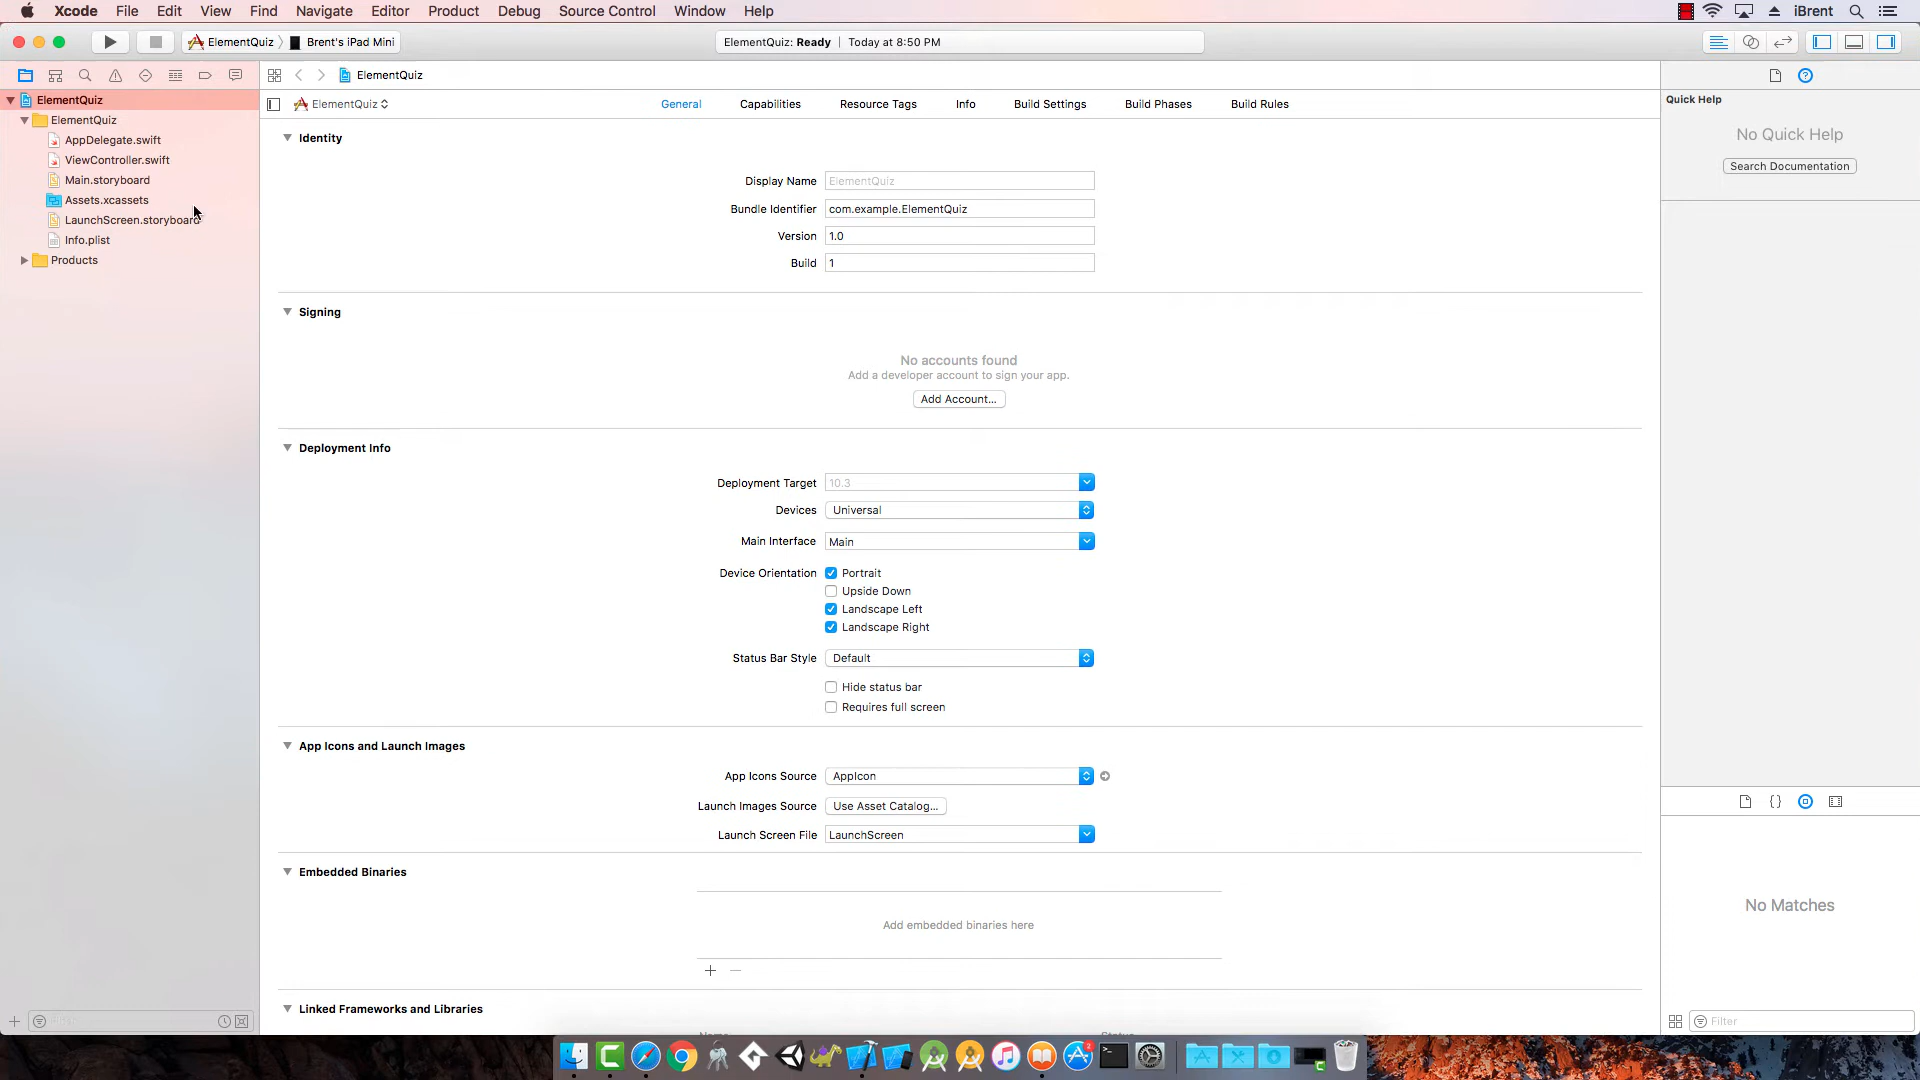 Xcode File Edit View Find Navigate Editor Product Debug Source Control Window Help iBrent
ElementQuiz Brent's iPad Mini ElementQuiz: Ready Today at 8:50 PM
ElementQuiz
Quick Help
No Quick Help
Search Documentation
ElementQuiz
ElementQuiz
AppDelegate.swift
ViewController.swift
Main.storyboard
Assets.xcassets
LaunchScreen.storyboard
Info.plist
Products
ElementQuiz General Capabilities Resource Tags Info Build Settings Build Phases Build Rules
Identity
Display Name ElementQuiz
Bundle Identifier com.example.ElementQuiz
Version 1.0
Build 1
Signing
No accounts found
Add a developer account to sign your app.
Add Account...
Deployment Info
Deployment Target 10.3
Devices Universal
Main Interface Main
Device Orientation Portrait
Upside Down
Landscape Left
Landscape Right
Status Bar Style Default
Hide status bar
Requires full screen
App Icons and Launch Images
App Icons Source AppIcon
Launch Images Source Use Asset Catalog...
Launch Screen File LaunchScreen
Embedded Binaries
Add embedded binaries here
Linked Frameworks and Libraries
No Matches
Filter